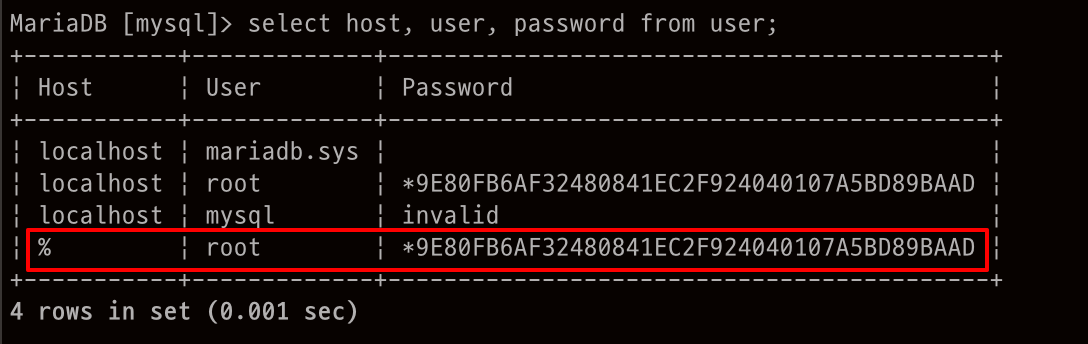 MariaDB [mysql]> select host, user, password from user;
+-----------+-------------+-------------------------------------------+
¦ Host      ¦ User        ¦ Password                                  ¦
+-----------+-------------+-------------------------------------------+
¦ localhost ¦ mariadb.sys ¦                                           ¦
¦ localhost ¦ root        ¦ *9E80FB6AF32480841EC2F924040107A5BD89BAAD ¦
¦ localhost ¦ mysql       ¦ invalid                                   ¦
¦ %         ¦ root        ¦ *9E80FB6AF32480841EC2F924040107A5BD89BAAD ¦
+-----------+-------------+-------------------------------------------+
4 rows in set (0.001 sec)